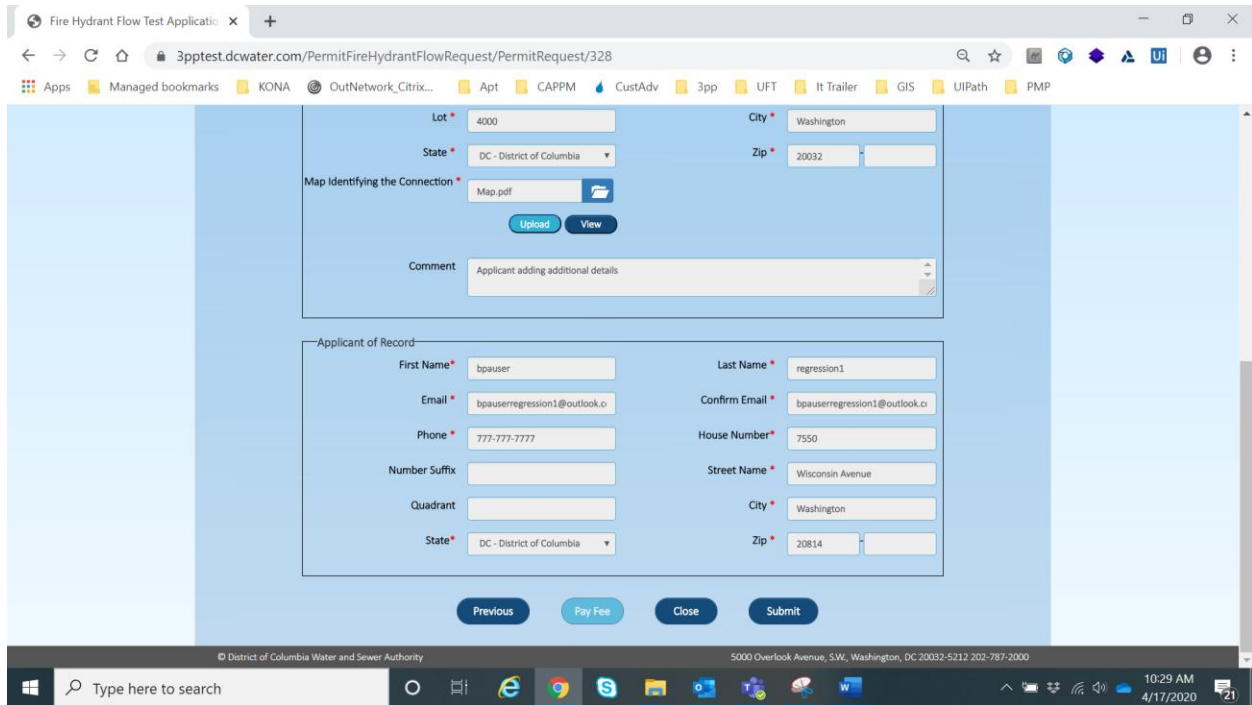 Fire Hydrant Flow Test Applicatio
3pptest.dcwater.com/PermitFireHydrantFlowRequest/PermitRequest/328
Apps Managed bookmarks KONA OutNetwork_Citrix... Apt CAPPM CustAdv 3pp UFT It Trailer GIS UIPath PMP
Lot * 4000 City * Washington
State * DC - District of Columbia Zip * 20032 -
Map Identifying the Connection * Map.pdf
Upload View
Comment Applicant adding additional details
Applicant of Record
First Name* bpauser Last Name * regression1
Email * bpauserregression1@outlook.c Confirm Email * bpauserregression1@outlook.c
Phone * 777-777-7777 House Number* 7550
Number Suffix Street Name * Wisconsin Avenue
Quadrant City * Washington
State* DC - District of Columbia Zip * 20814 -
Previous Pay Fee Close Submit
© District of Columbia Water and Sewer Authority 5000 Overlook Avenue, S.W., Washington, DC 20032-5212 202-787-2000
Type here to search 10:29 AM
4/17/2020 21